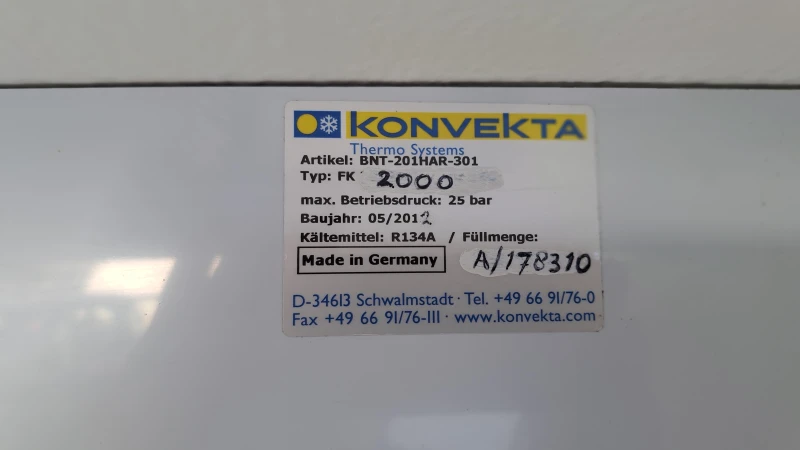 KONVEKTA
Thermo Systems
Artikel: BNT-201HAR-301
Typ: FK 2000
max. Betriebsdruck: 25 bar
Baujahr: 05/2012
Kältemittel: R134A / Füllmenge:
Made in Germany A/178310
D-34613 Schwalmstadt · Tel. +49 66 91/76-0
Fax +49 66 91/76-111 · www.konvekta.com